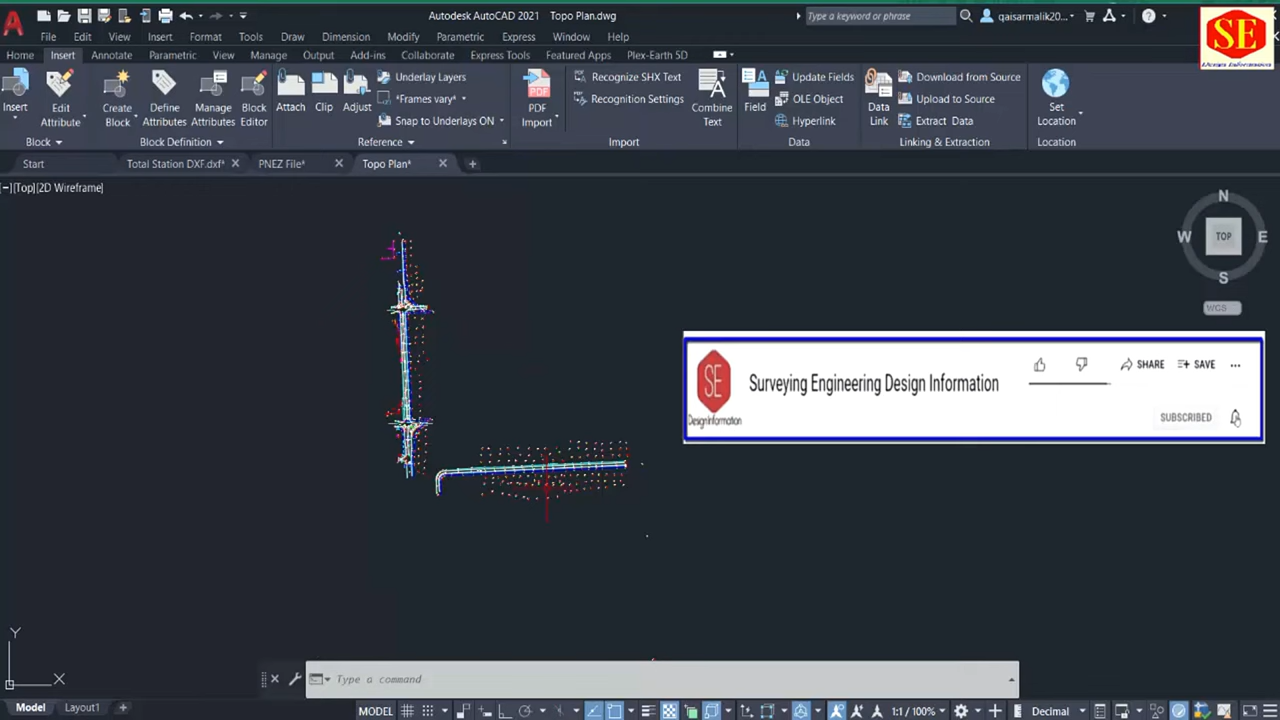 Autodesk AutoCAD 2021 Topo Plan.dwg
Type a keyword or phrase
qaisarmalik20...
SE
Design Information
File Edit View Insert Format Tools Draw Dimension Modify Parametric Express Window Help
Home Insert Annotate Parametric View Manage Output Add-ins Collaborate Express Tools Featured Apps Plex-Earth 5D
Insert
Edit Attribute
Create Block
Define Attributes
Manage Attributes
Block Editor
Attach
Clip
Adjust
Underlay Layers
*Frames vary*
Snap to Underlays ON
PDF Import
Recognize SHX Text
Recognition Settings
Combine Text
Field
Update Fields
OLE Object
Hyperlink
Data Link
Download from Source
Upload to Source
Extract Data
Set Location
Block Block Definition Reference Import Data Linking & Extraction Location
Start Total Station DXF.dxf* PNEZ File* Topo Plan*
[-][Top][2D Wireframe]
N
W TOP E
S
WCS
SE
Design Information
Surveying Engineering Design Information
SHARE SAVE ...
SUBSCRIBED
Y
X
Type a command
Model Layout1 +
MODEL 1:1 / 100% Decimal